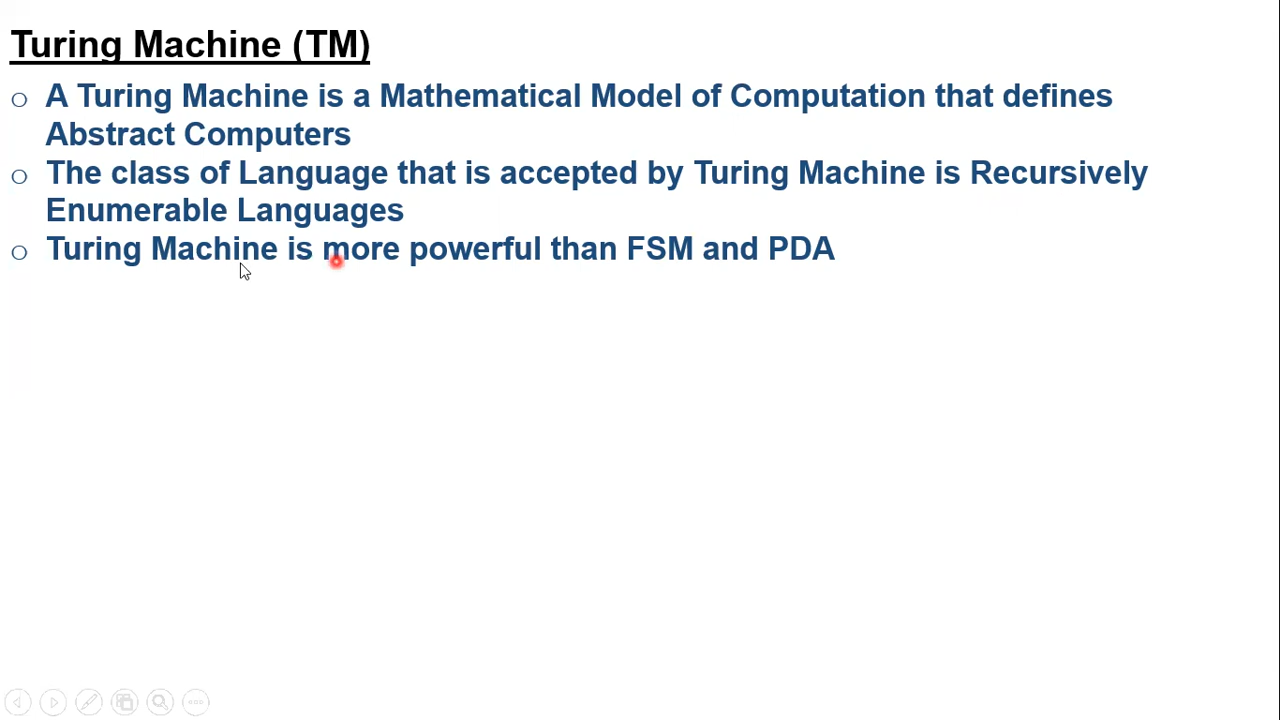 Turing Machine (TM)
○ A Turing Machine is a Mathematical Model of Computation that defines
Abstract Computers
○ The class of Language that is accepted by Turing Machine is Recursively
Enumerable Languages
○ Turing Machine is more powerful than FSM and PDA